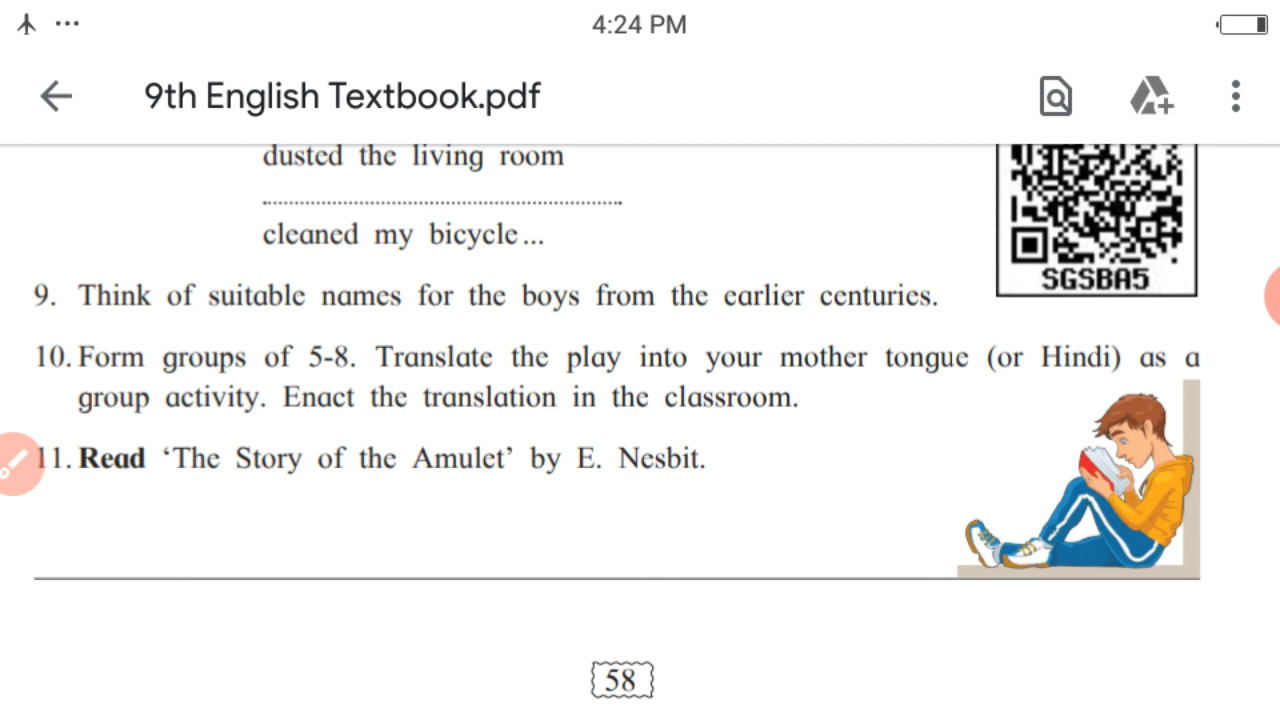 4:24 PM
9th English Textbook.pdf
dusted the living room
cleaned my bicycle...
SGSBA5
9. Think of suitable names for the boys from the earlier centuries.
10. Form groups of 5-8. Translate the play into your mother tongue (or Hindi) as a
group activity. Enact the translation in the classroom.
11. Read ‘The Story of the Amulet’ by E. Nesbit.
58